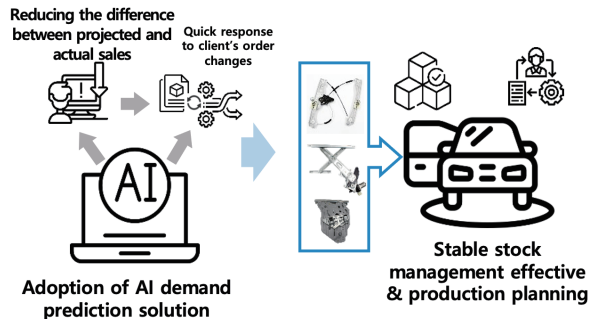 Reducing the difference
between projected and
actual sales
Quick response
to client's order
changes
AI
Adoption of AI demand
prediction solution
Stable stock
management effective
& production planning